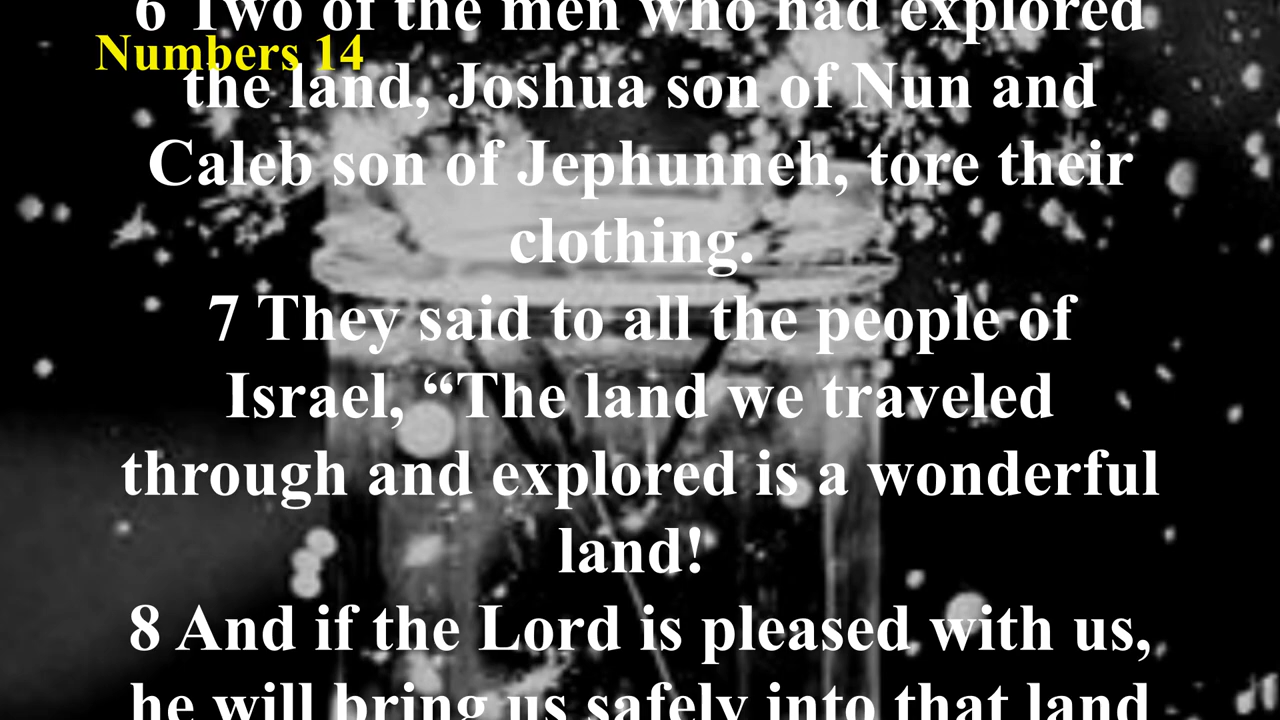 6 Two of the men who had explored
Numbers 14
the land, Joshua son of Nun and
Caleb son of Jephunneh, tore their
clothing.
7 They said to all the people of
Israel, “The land we traveled
through and explored is a wonderful
land!
8 And if the Lord is pleased with us,
he will bring us safely into that land